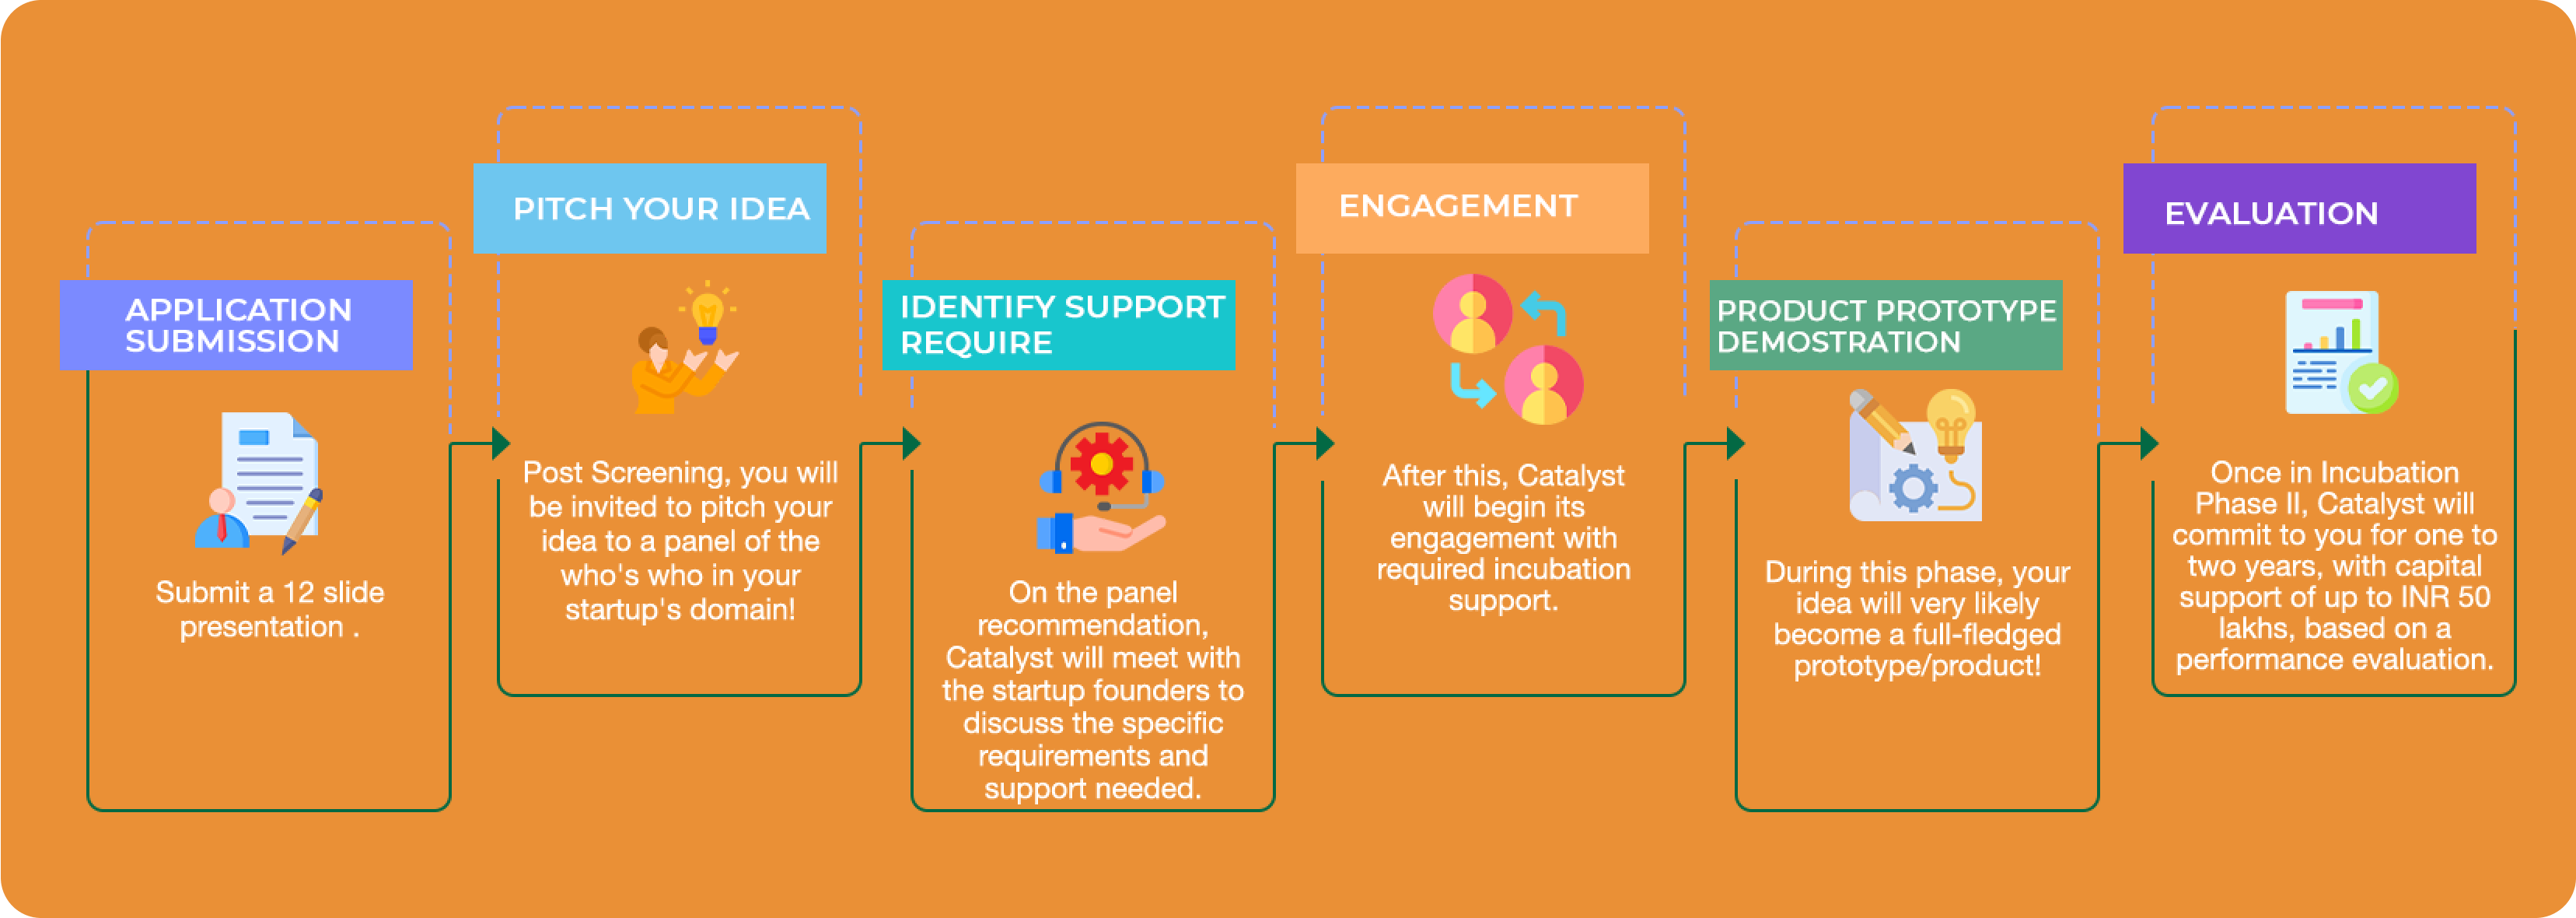 APPLICATION
SUBMISSION
Submit a 12 slide
presentation .
PITCH YOUR IDEA
Post Screening, you will
be invited to pitch your
idea to a panel of the
who's who in your
startup's domain!
IDENTIFY SUPPORT
REQUIRE
On the panel
recommendation,
Catalyst will meet with
the startup founders to
discuss the specific
requirements and
support needed.
ENGAGEMENT
After this, Catalyst
will begin its
engagement with
required incubation
support.
PRODUCT PROTOTYPE
DEMOSTRATION
During this phase, your
idea will very likely
become a full-fledged
prototype/product!
EVALUATION
Once in Incubation
Phase II, Catalyst will
commit to you for one to
two years, with capital
support of up to INR 50
lakhs, based on a
performance evaluation.